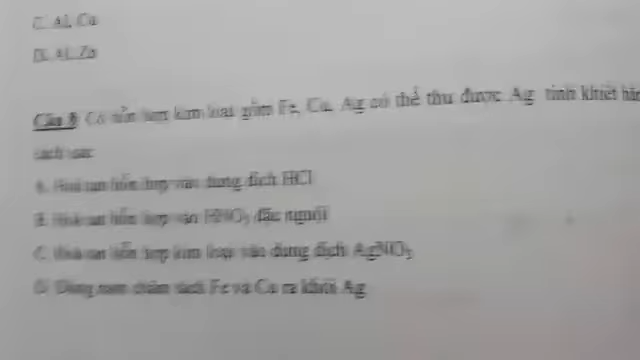 C. Al, Cu
D. Al, Zn
Câu 8: Có hỗn hợp kim loại gồm Fe, Cu, Ag có thể thu được Ag tinh khiết
cách sau:
A. Hoà tan hỗn hợp vào dung dịch HCl
B. Hoà tan hỗn hợp vào HNO₃ đặc nguội
C. Hoà tan hỗn hợp kim loại vào dung dịch AgNO₃
D. Dùng nam châm tách Fe và Cu ra khỏi Ag